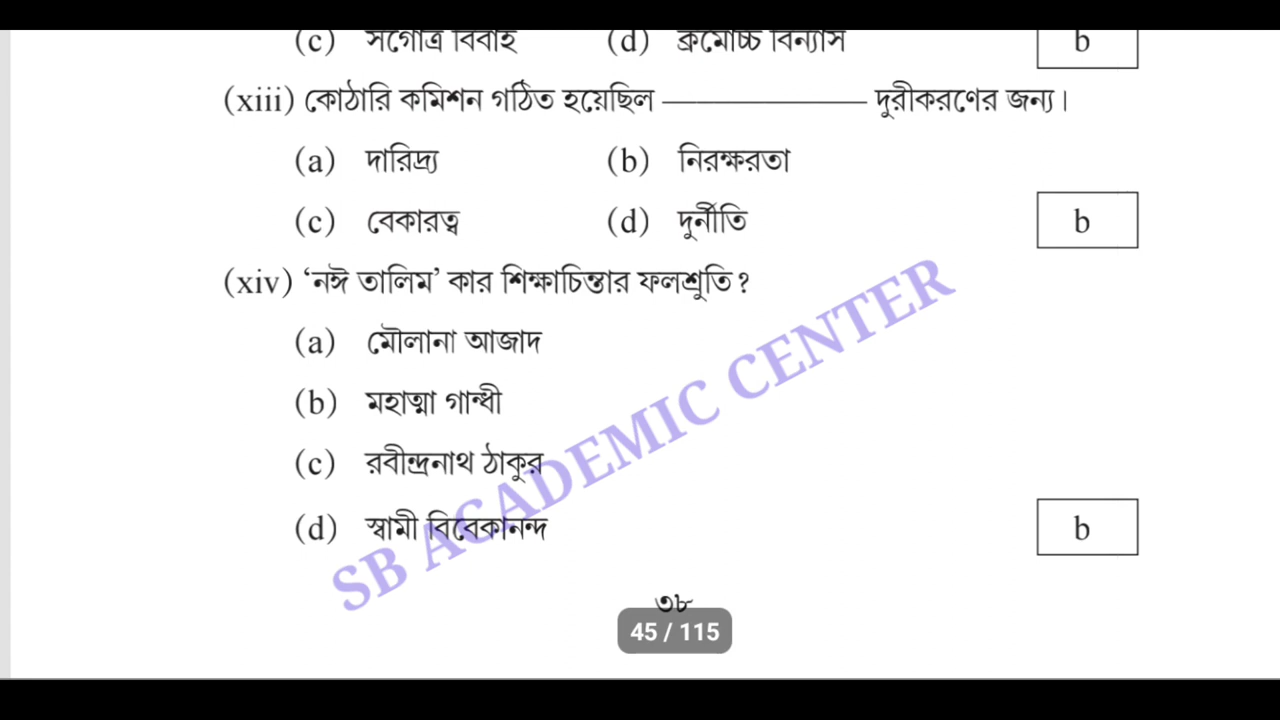 (c) সগোত্র বিবাহ (d) ক্রমোচ্চ বিন্যাস b
(xiii) কোঠারি কমিশন গঠিত হয়েছিল ____________ দুরীকরণের জন্য।
(a) দারিদ্র্য (b) নিরক্ষরতা
(c) বেকারত্ব (d) দুর্নীতি b
(xiv) ‘নঈ তালিম’ কার শিক্ষাচিন্তার ফলশ্রুতি?
(a) মৌলানা আজাদ
(b) মহাত্মা গান্ধী
(c) রবীন্দ্রনাথ ঠাকুর
(d) স্বামী বিবেকানন্দ b
SB ACADEMIC CENTER
৩৮
45 / 115